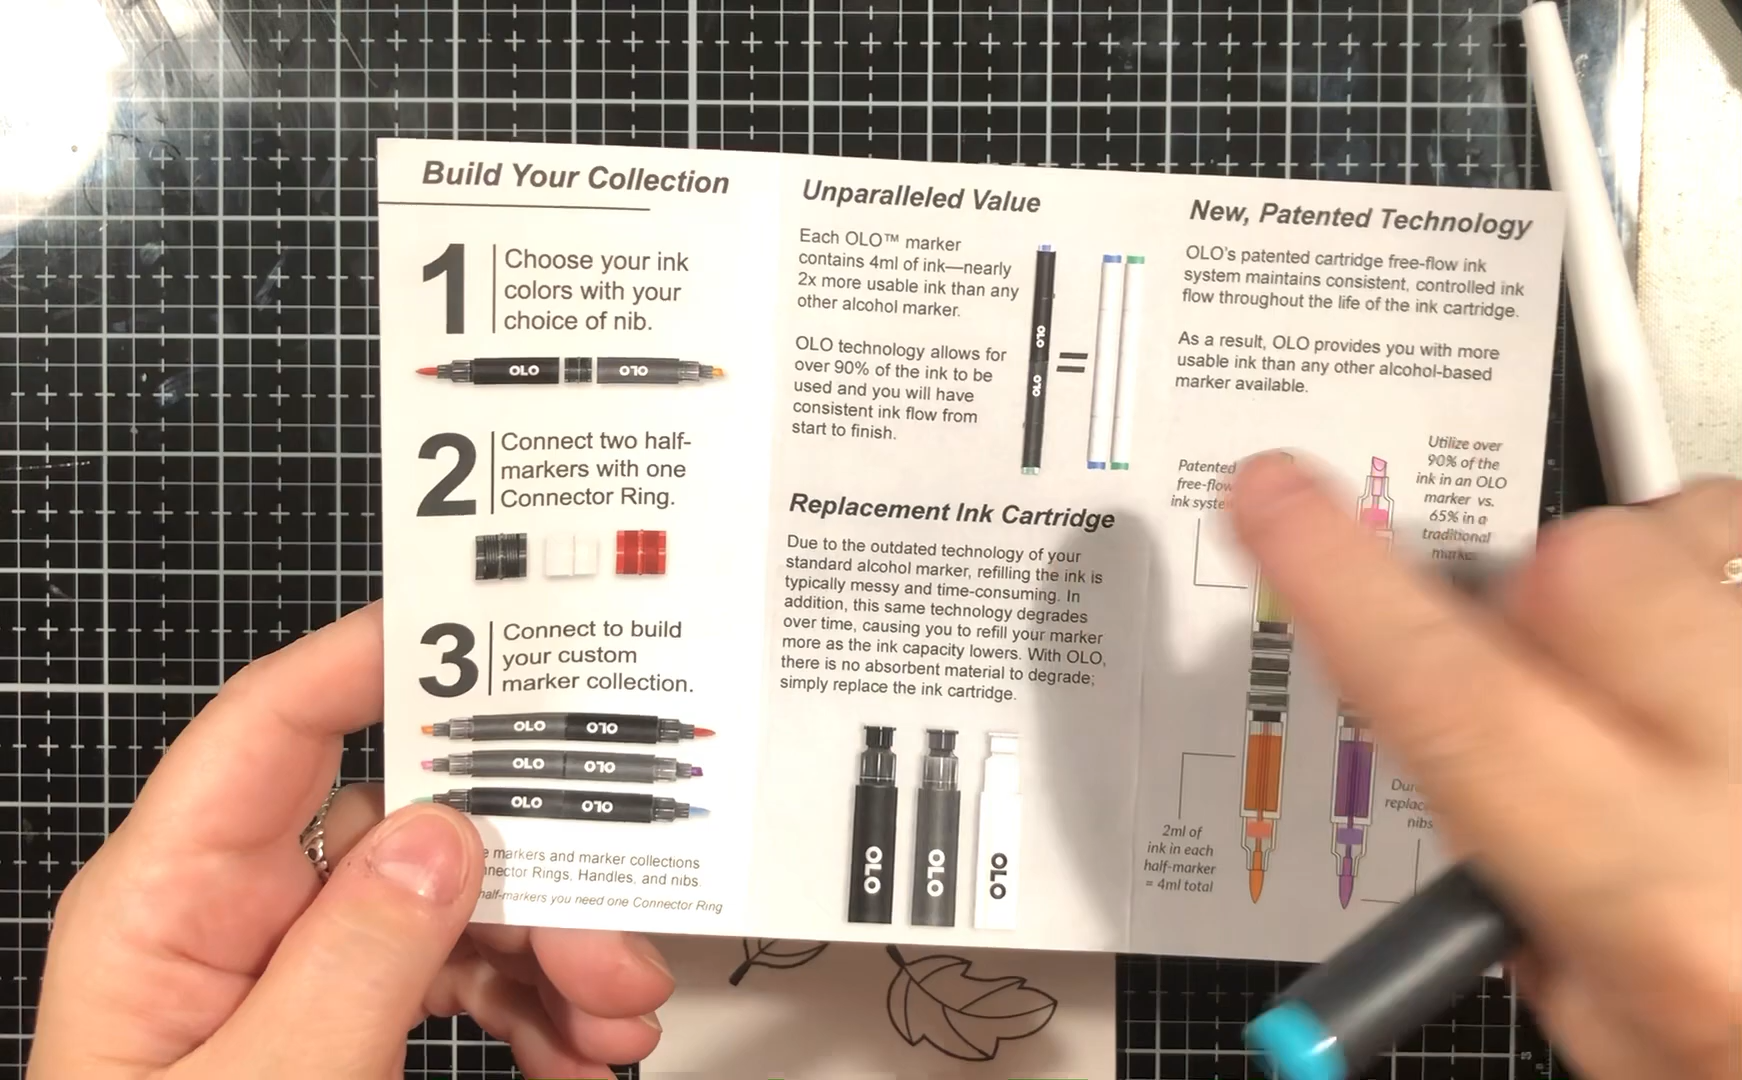 Build Your Collection
1
Choose your ink
colors with your
choice of nib.
OLO OLO
2
Connect two half-
markers with one
Connector Ring.
3
Connect to build
your custom
marker collection.
OLO OLO
OLO OLO
OLO OLO
markers and marker collections
Rings, Handles, and nibs
half-markers you need one Connector Ring
Unparalleled Value
Each OLO™ marker
contains 4ml of ink—nearly
2x more usable ink than any
other alcohol marker.
OLO technology allows for
over 90% of the ink to be
used and you will have
consistent ink flow from
start to finish.
OLO OLO
=
Replacement Ink Cartridge
Due to the outdated technology of your
standard alcohol marker, refilling the ink is
typically messy and time-consuming. In
addition, this same technology degrades
over time, causing you to refill your marker
more as the ink capacity lowers. With OLO,
there is no absorbent material to degrade;
simply replace the ink cartridge.
OLO OLO OLO
New, Patented Technology
OLO's patented cartridge free-flow ink
system maintains consistent, controlled ink
flow throughout the life of the ink cartridge.
As a result, OLO provides you with more
usable ink than any other alcohol-based
marker available.
Patented
free-flow
ink
Utilize over
90% of the
ink in an OLO
marker vs.
65% in a
traditional
2ml of
ink in each
half-marker
= 4ml total
nibs